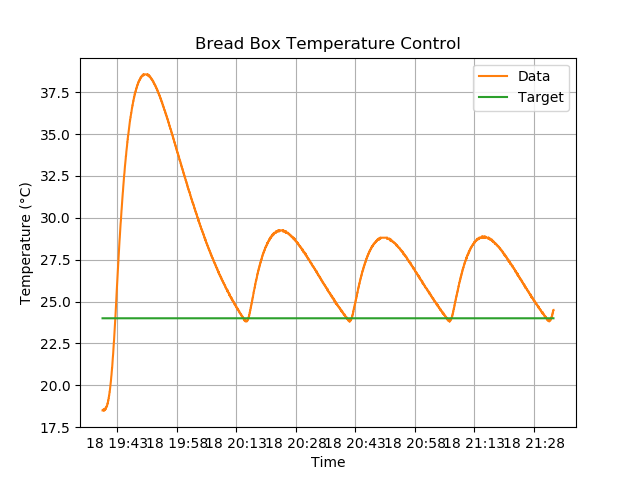 Bread Box Temperature Control
Data
Target
37.5
35.0
32.5
30.0
27.5
25.0
22.5
20.0
17.5
Temperature (°C)
18 19:43 18 19:58 18 20:13 18 20:28 18 20:43 18 20:58 18 21:13 18 21:28
Time